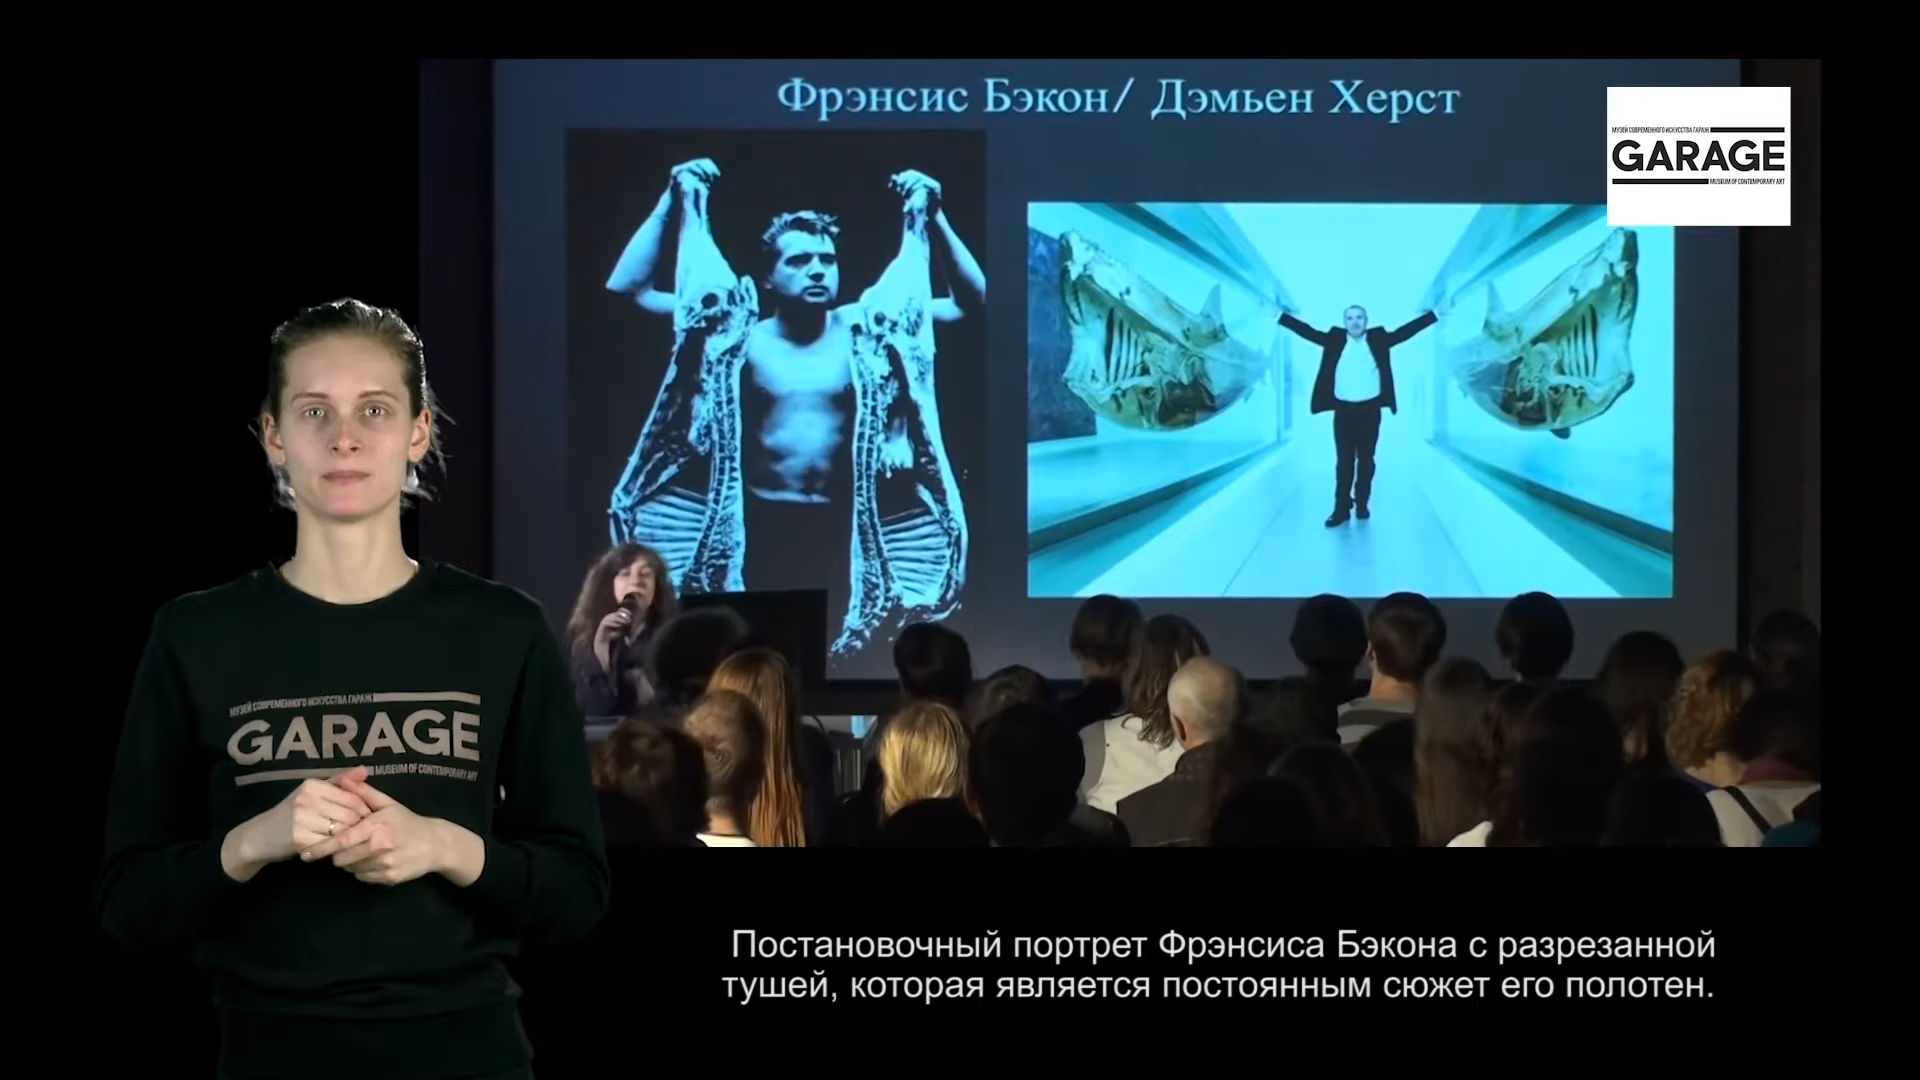 Фрэнсис Бэкон/ Дэмьен Херст
МУЗЕЙ СОВРЕМЕННОГО ИСКУССТВА ГАРАЖ
GARAGE
MUSEUM OF CONTEMPORARY ART
МУЗЕЙ СОВРЕМЕННОГО ИСКУССТВА ГАРАЖ
GARAGE
MUSEUM OF CONTEMPORARY ART
Постановочный портрет Фрэнсиса Бэкона с разрезанной
тушей, которая является постоянным сюжет его полотен.